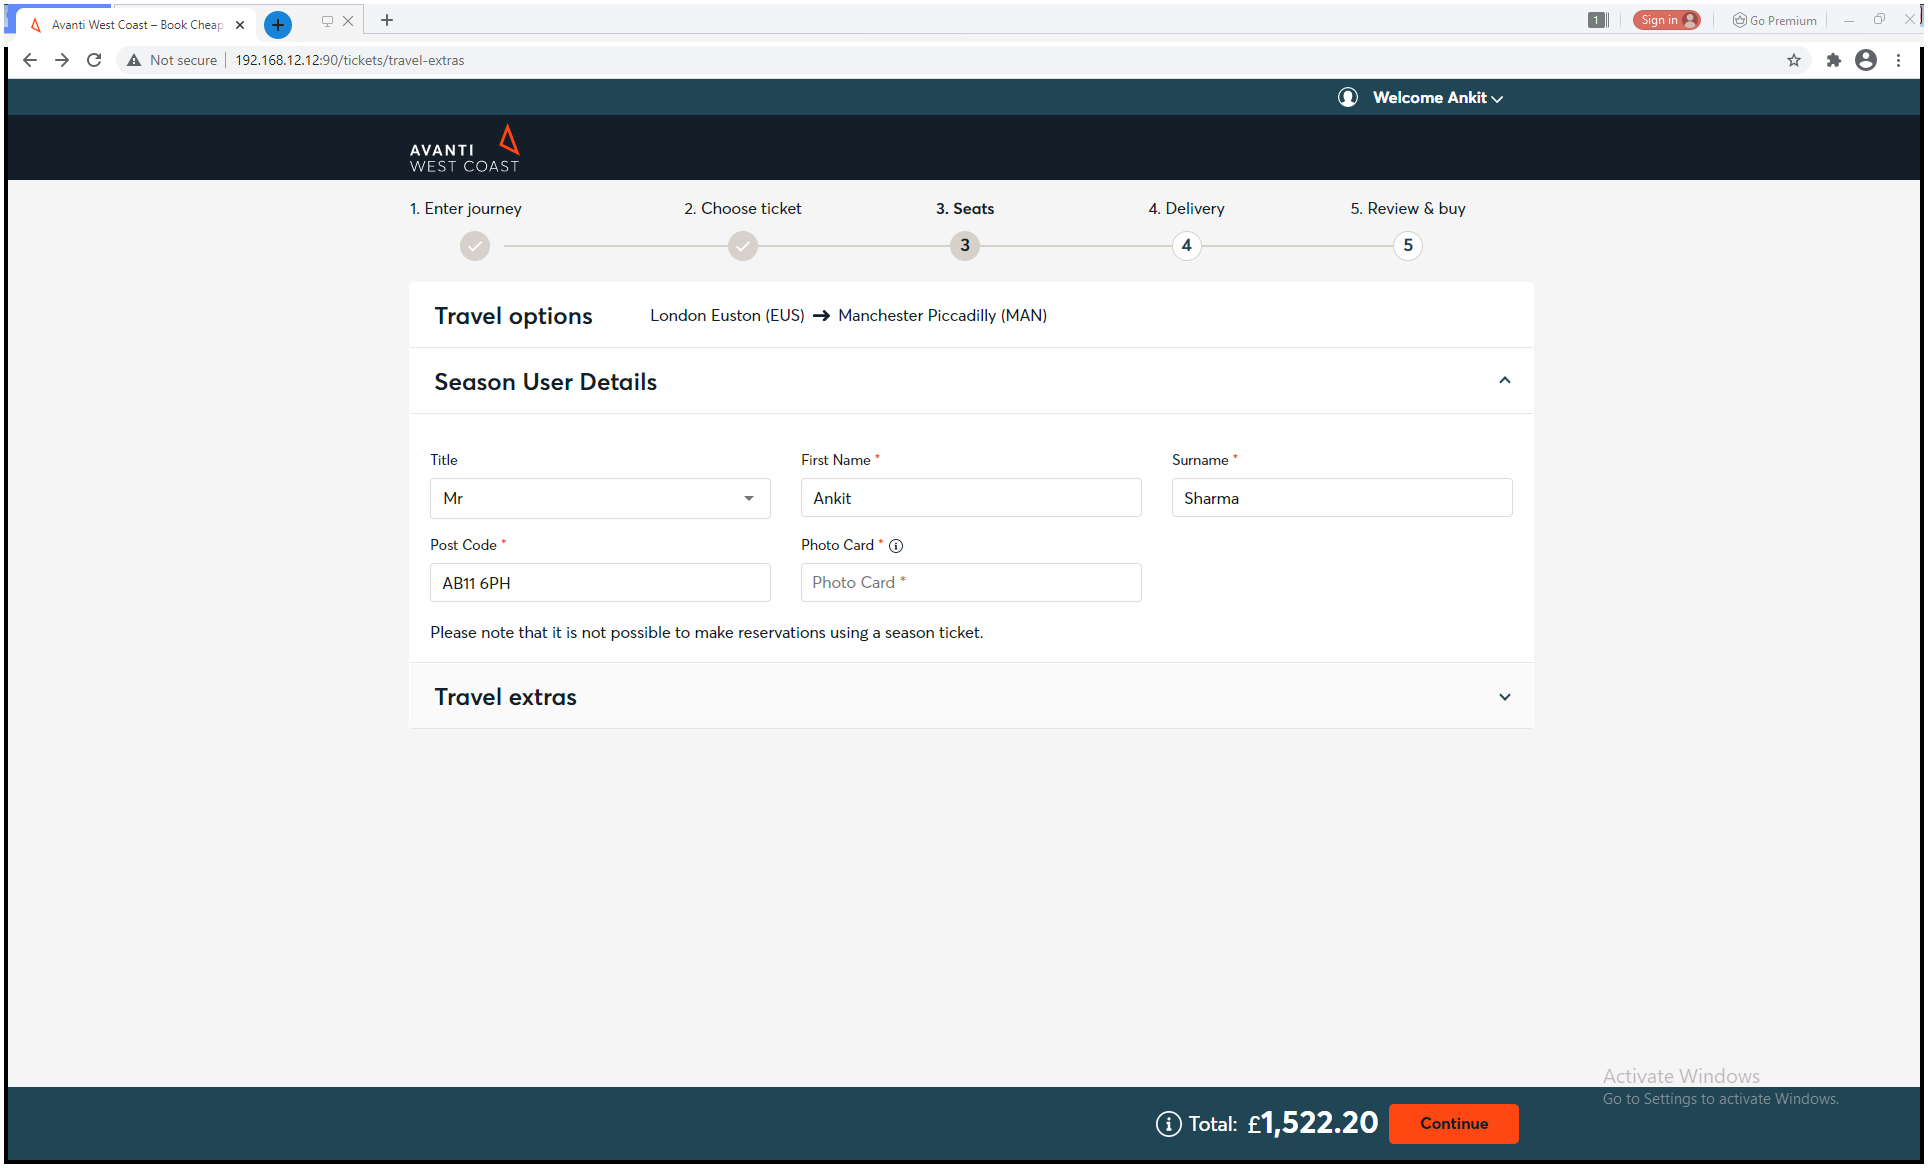 Avanti West Coast – Book Cheap
1
Sign in
Go Premium
Not secure
192.168.12.12:90/tickets/travel-extras
Welcome Ankit
AVANTI
WEST COAST
1. Enter journey
2. Choose ticket
3. Seats
4. Delivery
5. Review & buy
3
4
5
Travel options
London Euston (EUS) → Manchester Piccadilly (MAN)
Season User Details
Title
First Name *
Surname *
Mr
Ankit
Sharma
Post Code *
Photo Card *
AB11 6PH
Photo Card *
Please note that it is not possible to make reservations using a season ticket.
Travel extras
Activate Windows
Go to Settings to activate Windows.
Total: £1,522.20
Continue